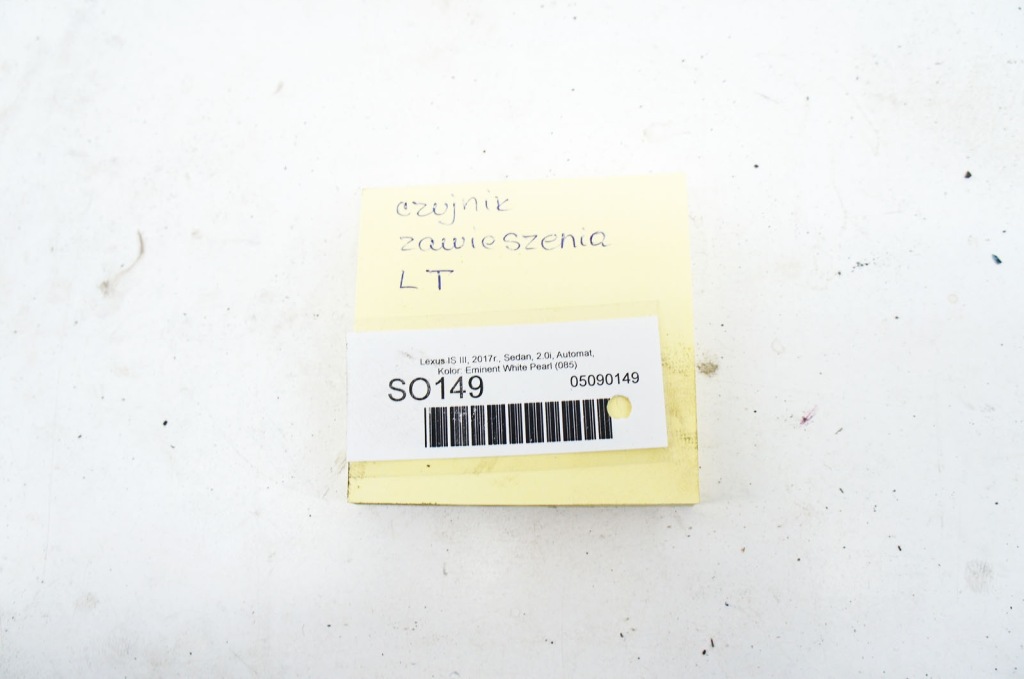 czujnik
zawieszenia
LT
Lexus IS III, 2017r., Sedan, 2.0i, Automat,
Kolor: Eminent White Pearl (085)
SO149 05090149